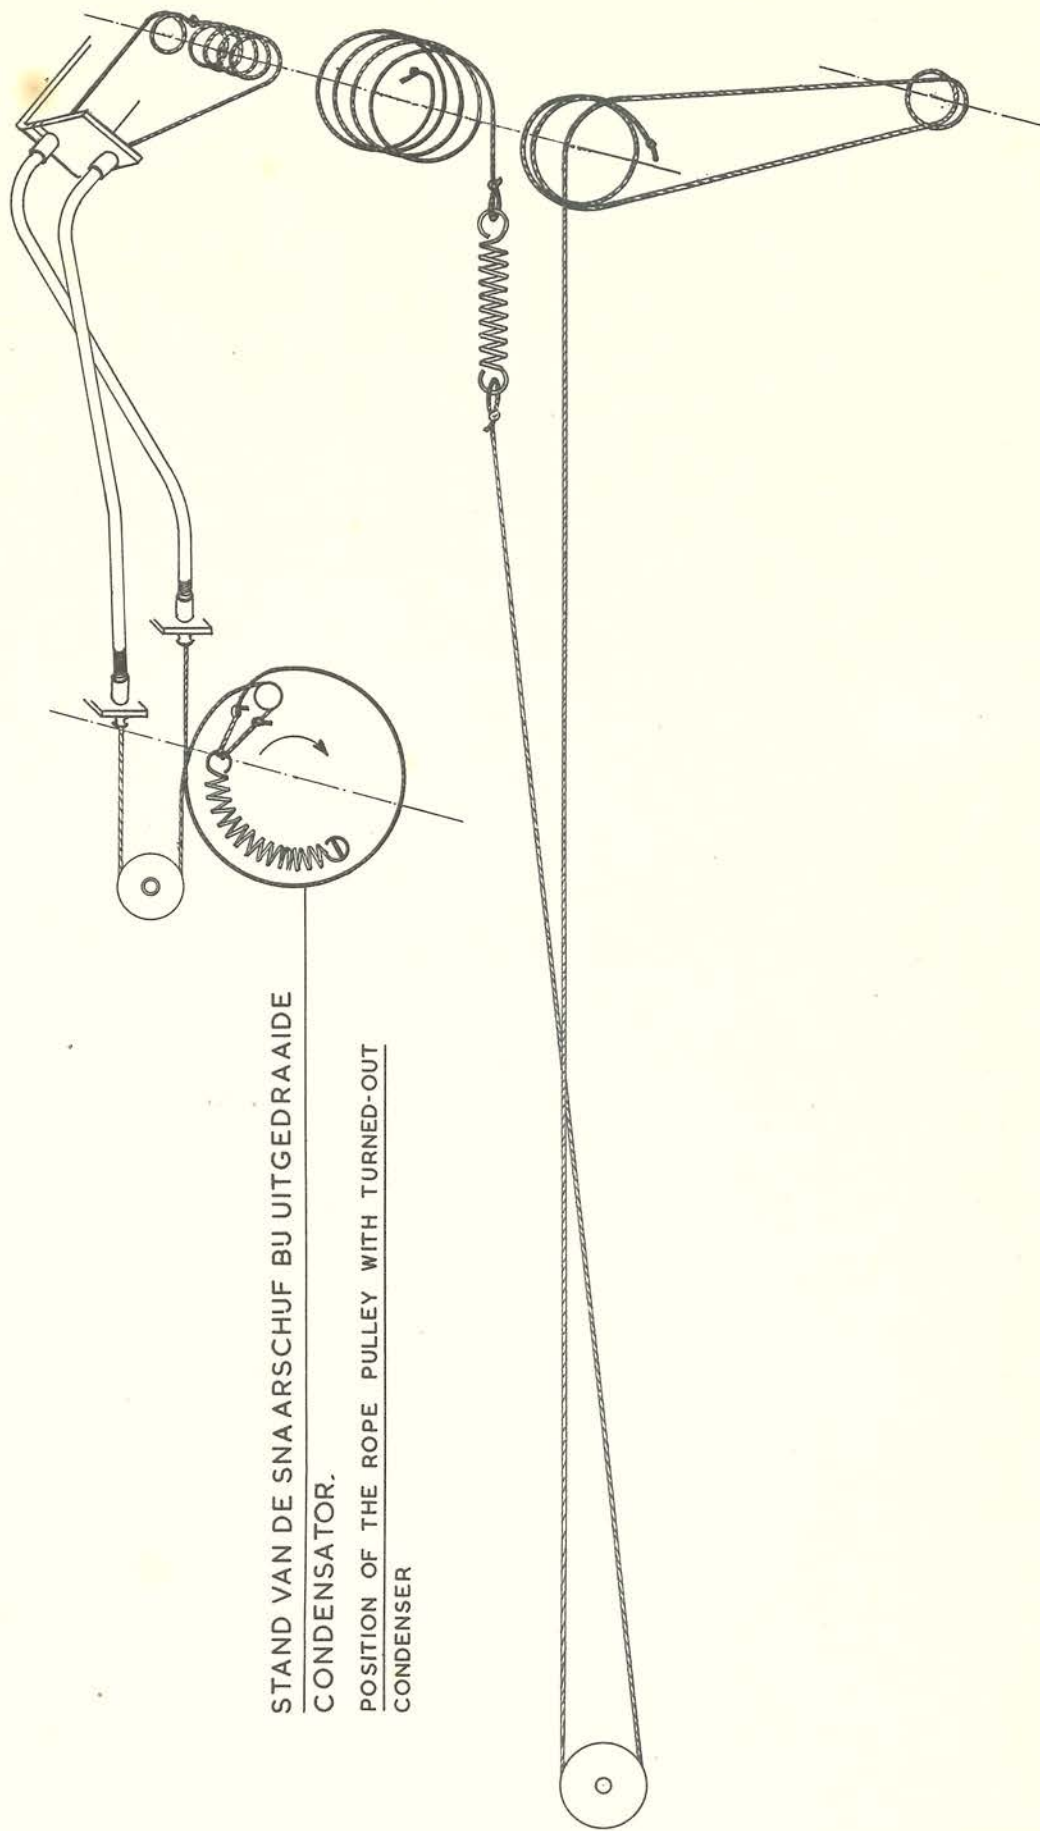 STAND VAN DE SNAARSCHIJF BIJ UITGEDRAAIDE
CONDENSATOR.
POSITION OF THE ROPE PULLEY WITH TURNED-OUT
CONDENSER